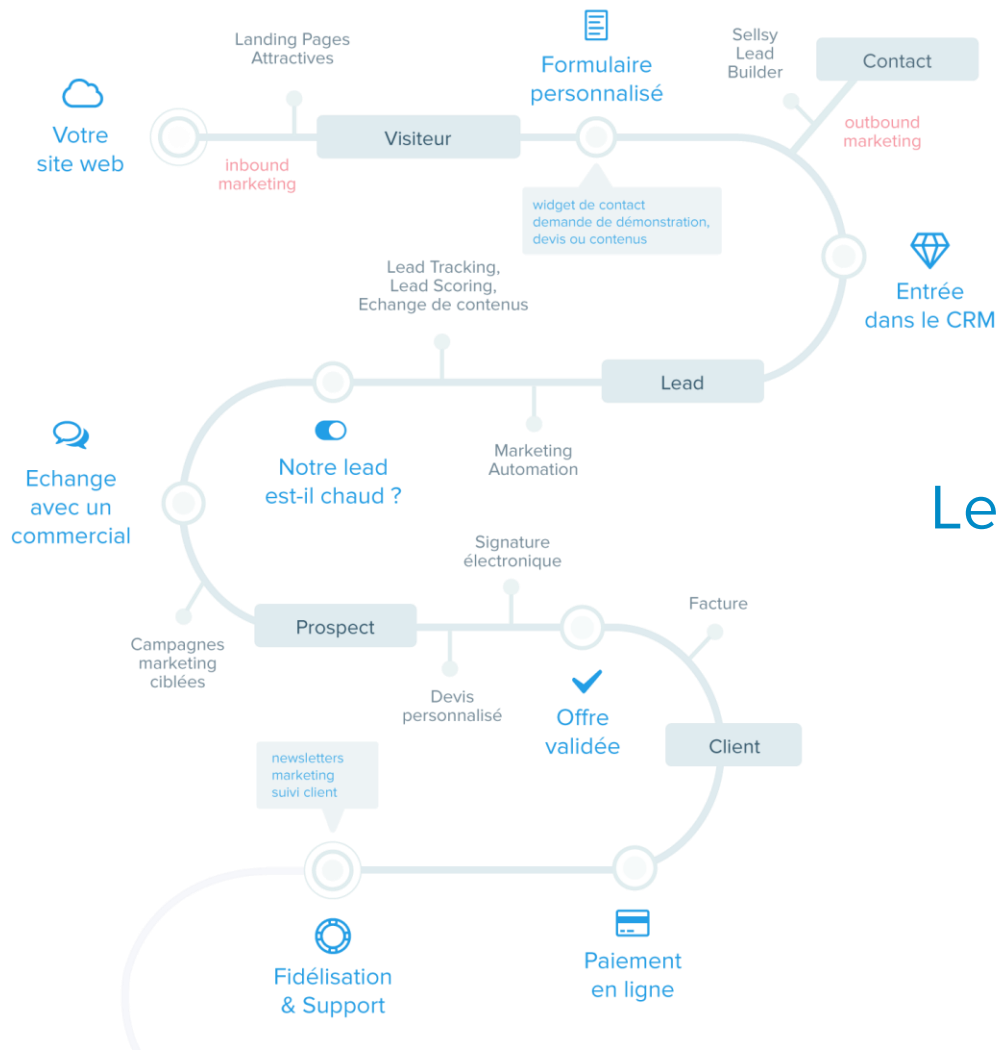 Landing Pages
Attractives
Votre
site web
inbound
marketing
Visiteur
Formulaire
personnalisé
widget de contact
demande de démonstration,
devis ou contenus
Sellsy
Lead
Builder
Contact
outbound
marketing
Entrée
dans le CRM
Lead
Lead Tracking,
Lead Scoring,
Echange de contenus
Marketing
Automation
Notre lead
est-il chaud ?
Echange
avec un
commercial
Le
Campagnes
marketing
ciblées
Prospect
Signature
électronique
Devis
personnalisé
Offre
validée
Facture
Client
Paiement
en ligne
newsletters
marketing
suivi client
Fidélisation
& Support